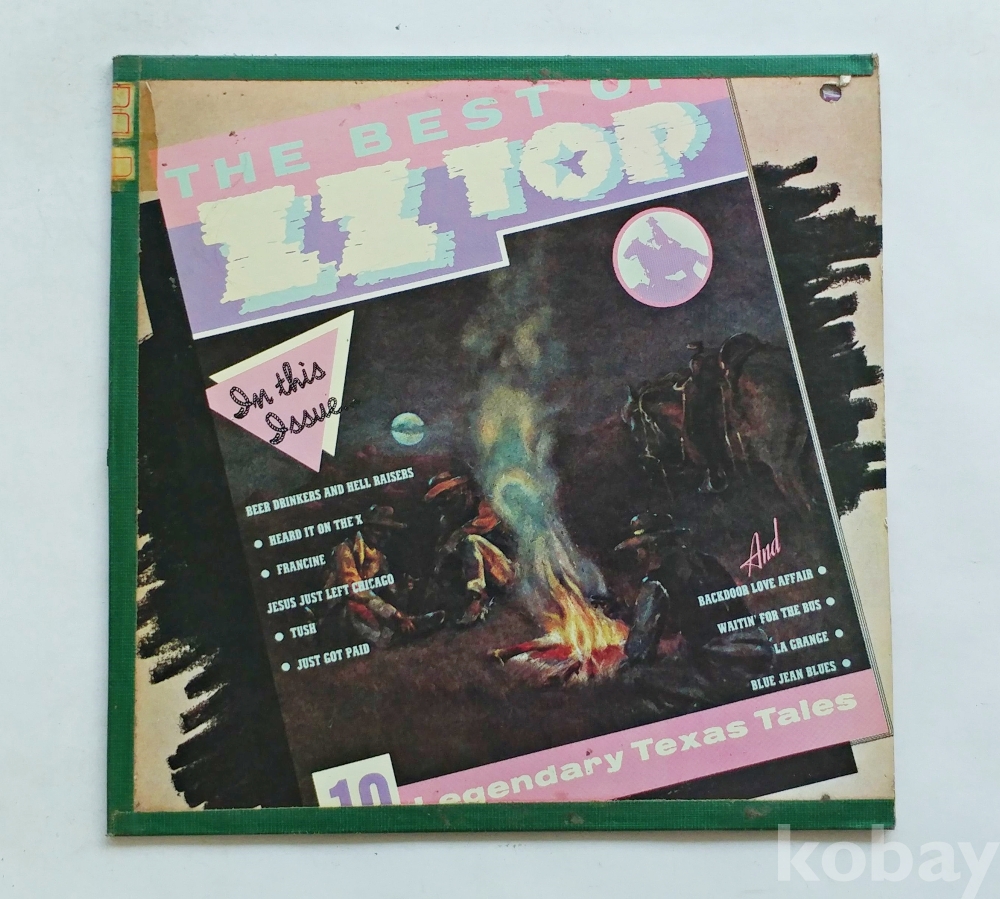 THE BEST OF
ZZ TOP
In this
Issue
BEER DRINKERS AND HELL RAISERS
• HEARD IT ON THE X
• FRANCINE
JESUS JUST LEFT CHICAGO
• TUSH
• JUST GOT PAID
And
BACKDOOR LOVE AFFAIR •
WAITIN' FOR THE BUS •
LA GRANGE •
BLUE JEAN BLUES •
10 Legendary Texas Tales
kobay